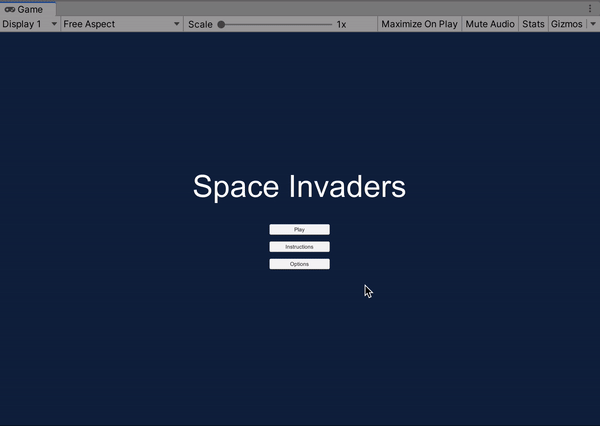 Game
Display 1 Free Aspect Scale 1x Maximize On Play Mute Audio Stats Gizmos
Space Invaders
Play
Instructions
Options